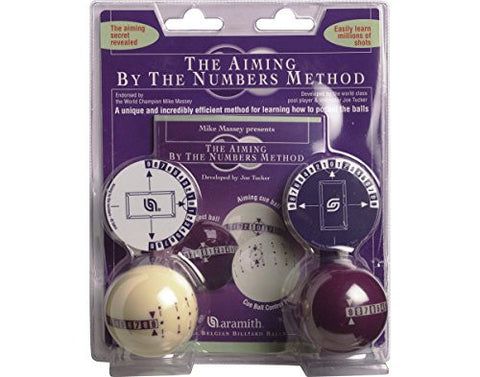 The aiming
secret
revealed
Easily learn
millions of
shots
THE AIMING
BY THE NUMBERS METHOD
Endorsed by
the World Champion Mike Massey
Developed by the world class
pool player Joe Tucker
A unique and incredibly efficient method for learning how to the balls
Mike Massey presents
THE AIMING
BY THE NUMBERS METHOD
Developed by Joe Tucker
Aiming cue ball
ball
Cue Ball Control
aramith
BELGIAN BILLIARD BALLS